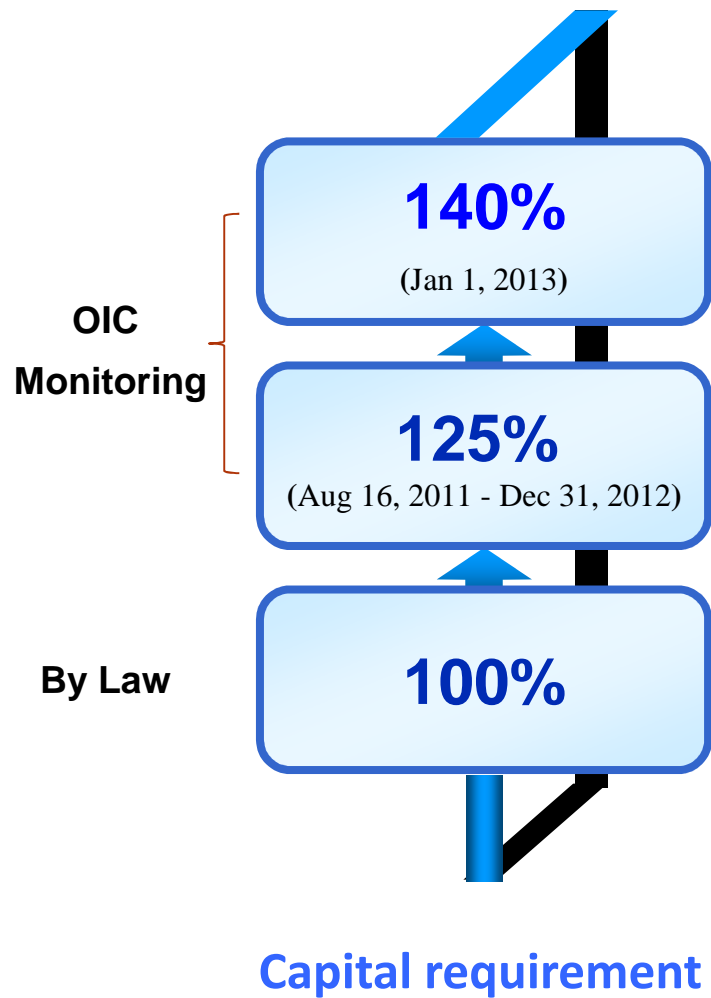 140%
(Jan 1, 2013)
OIC
Monitoring
125%
(Aug 16, 2011 - Dec 31, 2012)
By Law
100%
Capital requirement